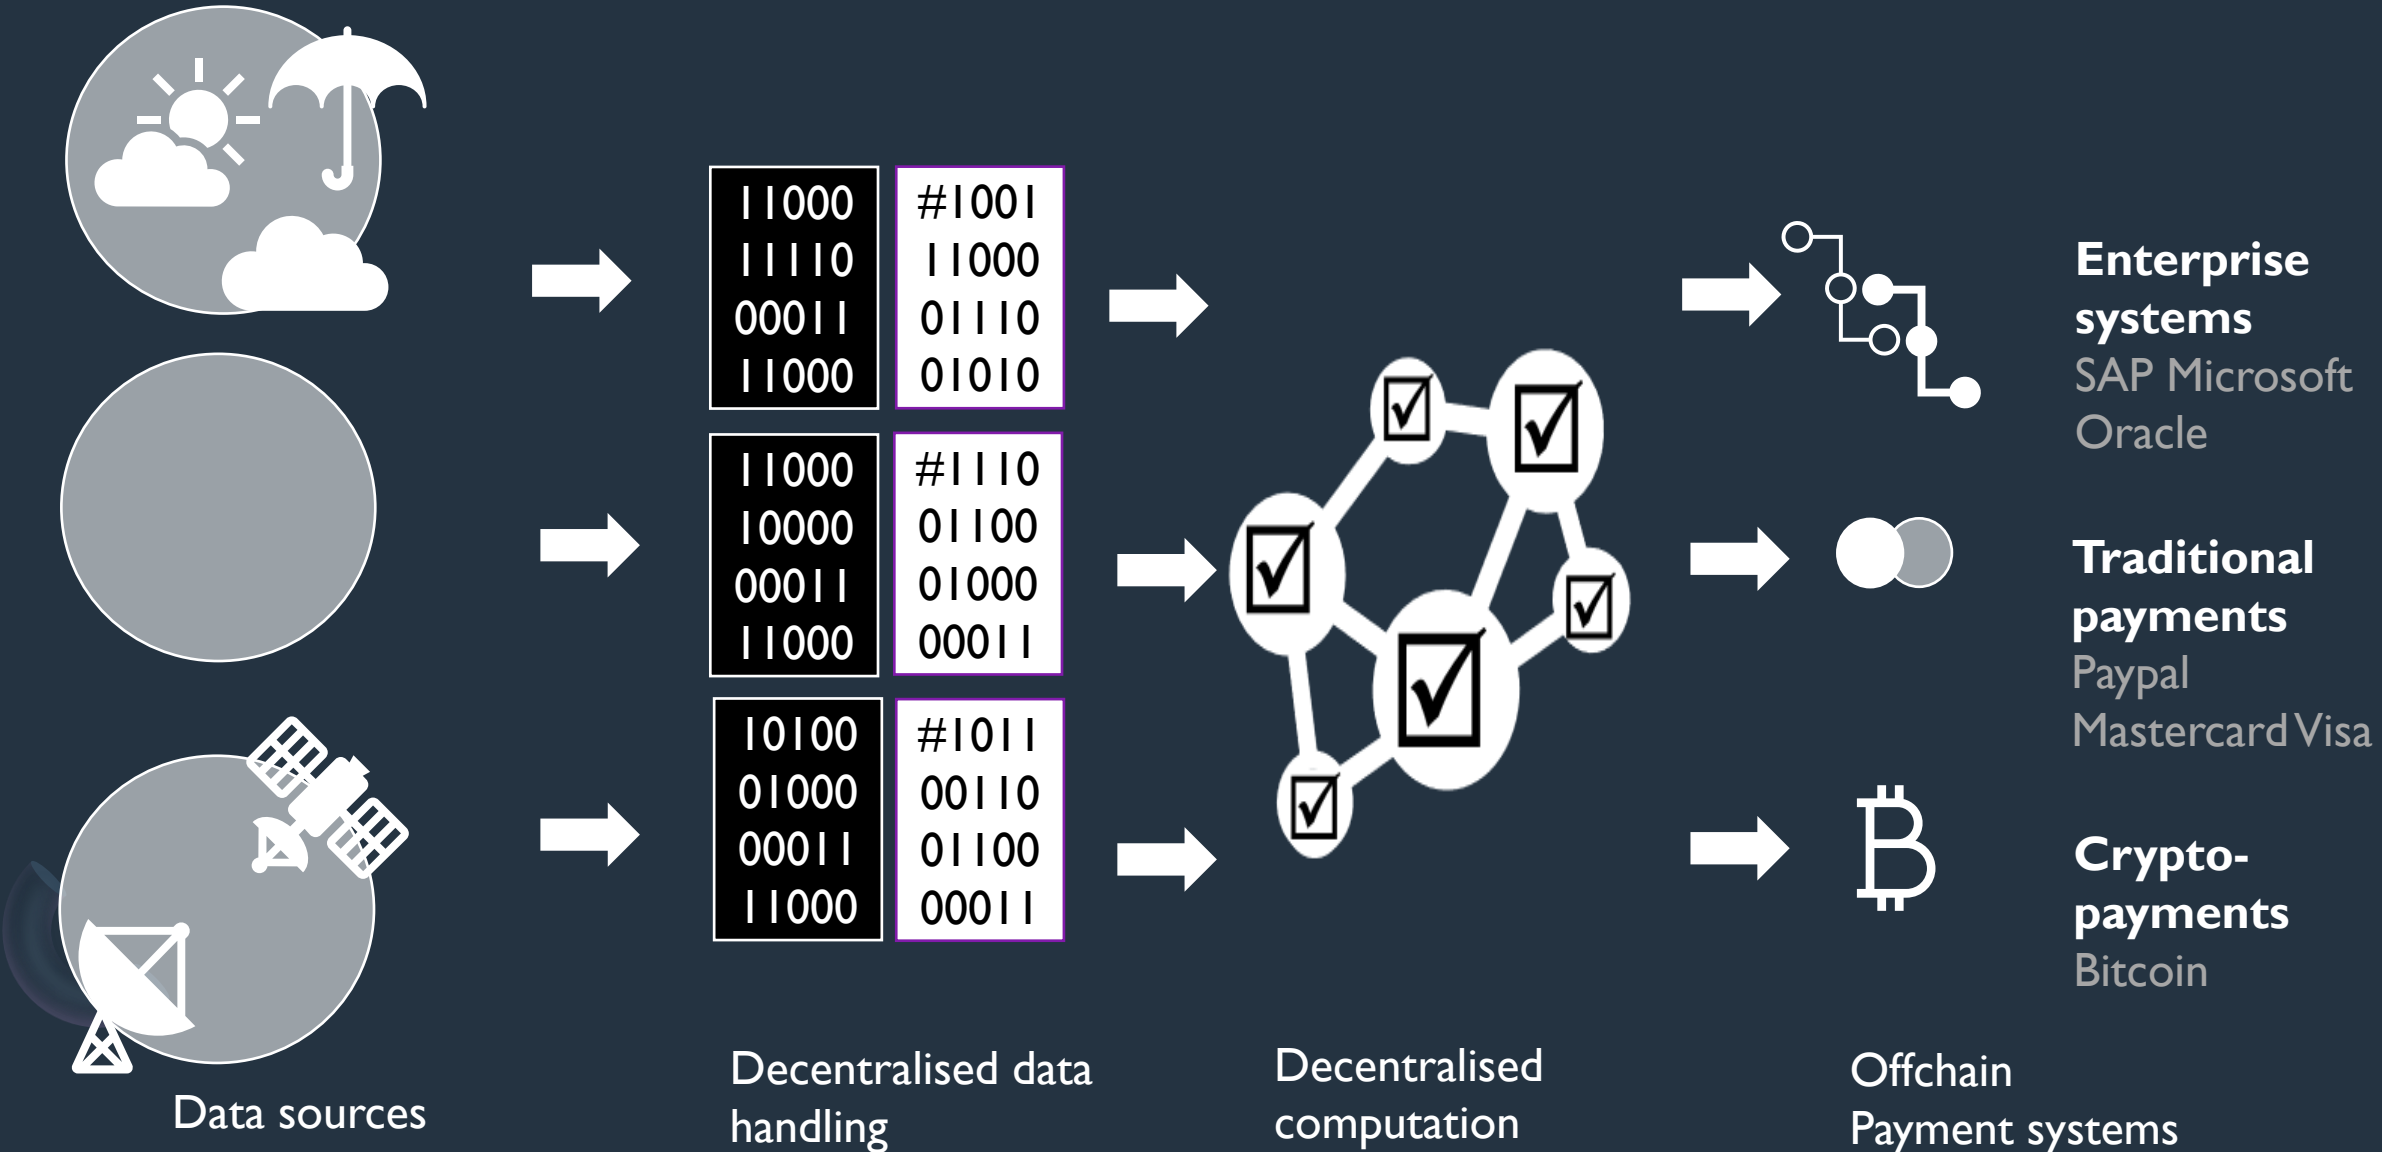 11000
11110
00011
11000
#1001
11000
01110
01010
11000
10000
00011
11000
#1110
01100
01000
00011
10100
01000
00011
11000
#1011
00110
01100
00011
Enterprise
systems
SAP Microsoft
Oracle
Traditional
payments
Paypal
Mastercard Visa
Crypto-
payments
Bitcoin
Data sources
Decentralised data
handling
Decentralised
computation
Offchain
Payment systems